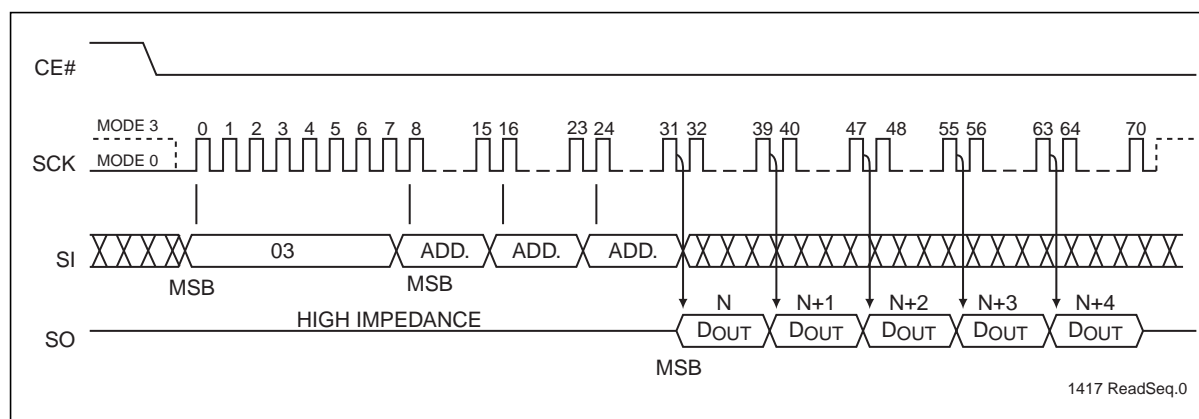 CE#
MODE 3
0 1 2 3 4 5 6 7 8 15 16 23 24 31 32 39 40 47 48 55 56 63 64 70
SCK
MODE 0
SI
03 ADD. ADD. ADD.
MSB MSB
N N+1 N+2 N+3 N+4
HIGH IMPEDANCE
SO
DOUT DOUT DOUT DOUT DOUT
MSB
1417 ReadSeq.0